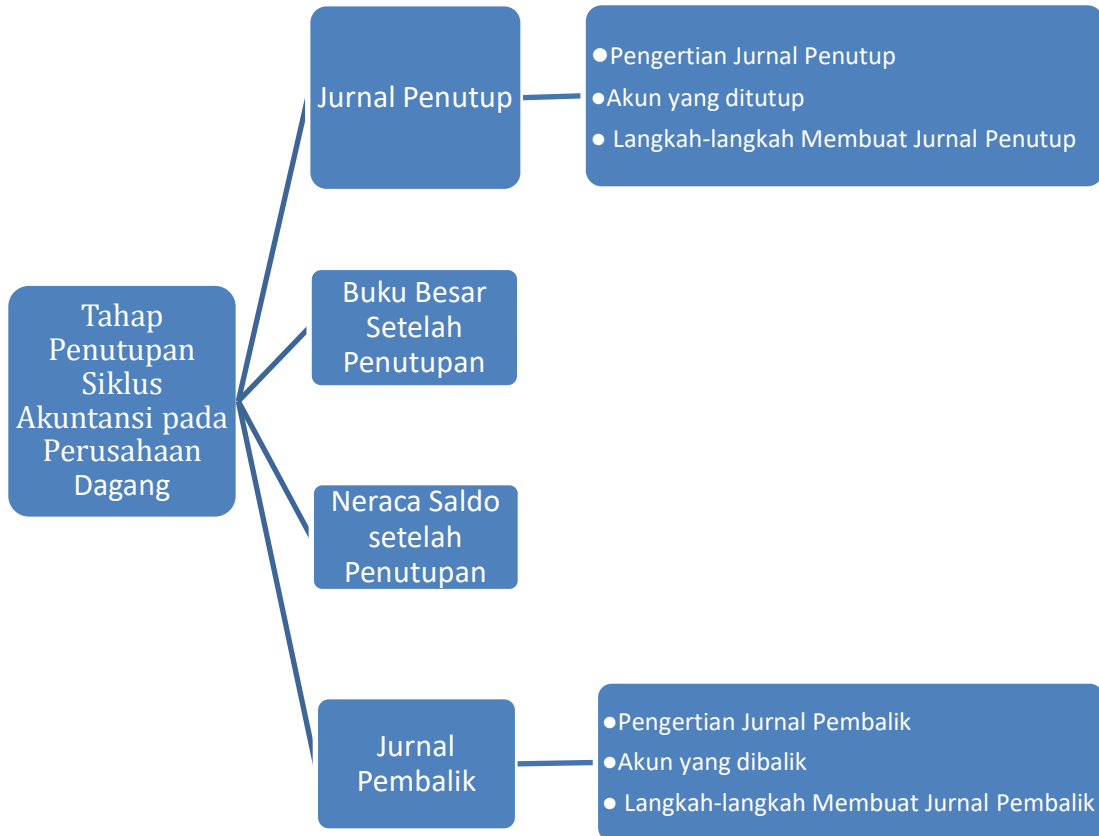 Tahap
Penutupan
Siklus
Akuntansi pada
Perusahaan
Dagang
Jurnal Penutup
●Pengertian Jurnal Penutup
●Akun yang ditutup
● Langkah-langkah Membuat Jurnal Penutup
Buku Besar
Setelah
Penutupan
Neraca Saldo
setelah
Penutupan
Jurnal
Pembalik
●Pengertian Jurnal Pembalik
●Akun yang dibalik
● Langkah-langkah Membuat Jurnal Pembalik